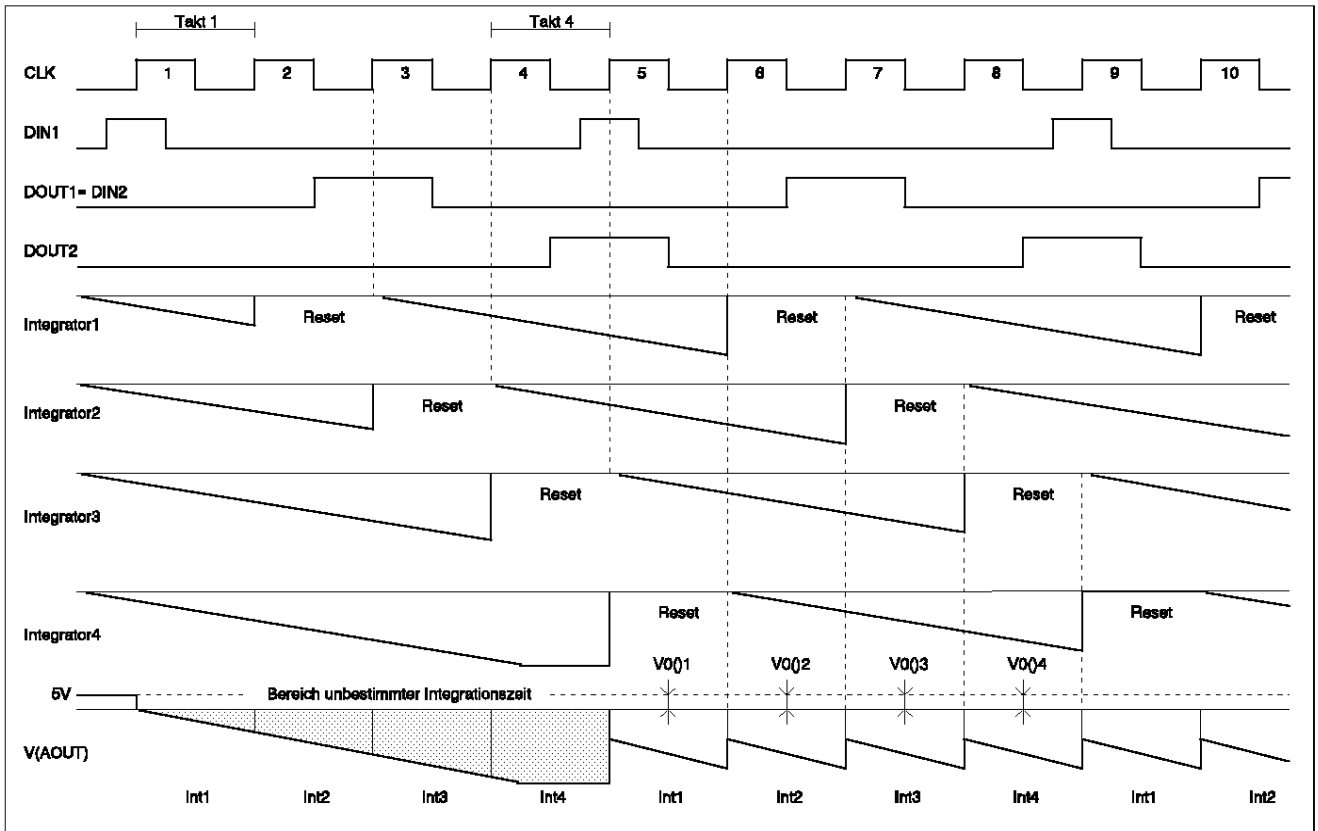 Takt 1 Takt 4
CLK 1 2 3 4 5 6 7 8 9 10
DIN1
DOUT1= DIN2
DOUT2
Integrator1 Reset Reset Reset
Integrator2 Reset Reset
Integrator3 Reset Reset
Integrator4 Reset Reset
V0()1 V0()2 V0()3 V0()4
5V Bereich unbestimmter Integrationszeit
V(AOUT)
Int1 Int2 Int3 Int4 Int1 Int2 Int3 Int4 Int1 Int2